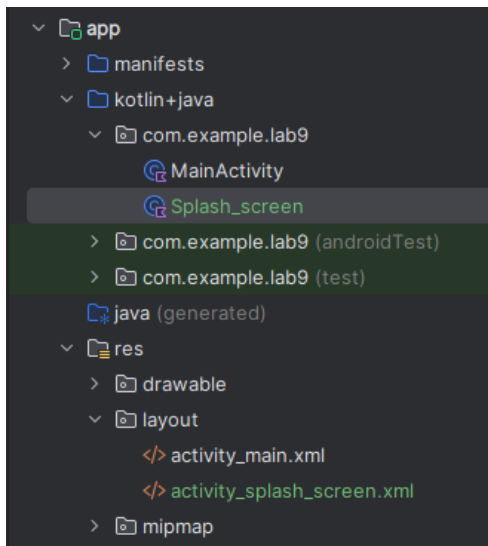 app
manifests
kotlin+java
com.example.lab9
MainActivity
Splash_screen
com.example.lab9 (androidTest)
com.example.lab9 (test)
java (generated)
res
drawable
layout
</> activity_main.xml
</> activity_splash_screen.xml
mipmap